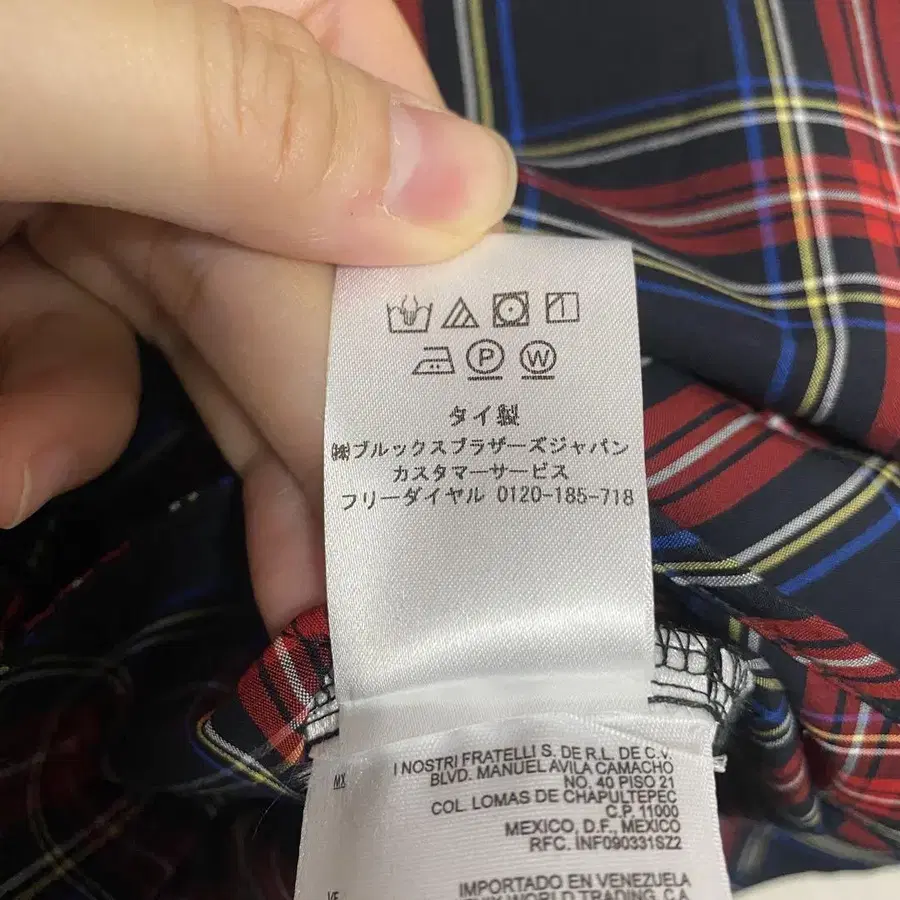 P W
タイ製
㈱ブルックスブラザーズジャパン
カスタマーサービス
フリーダイヤル 0120-185-718
MX
I NOSTRI FRATELLI S. DE R.L. DE C.V.
BLVD. MANUEL AVILA CAMACHO
NO. 40 PISO 21
COL. LOMAS DE CHAPULTEPEC
C.P. 11000
MEXICO, D.F., MEXICO
RFC. INF090331SZ2
VE
IMPORTADO EN VENEZUELA
WORLD TRADING, C.A